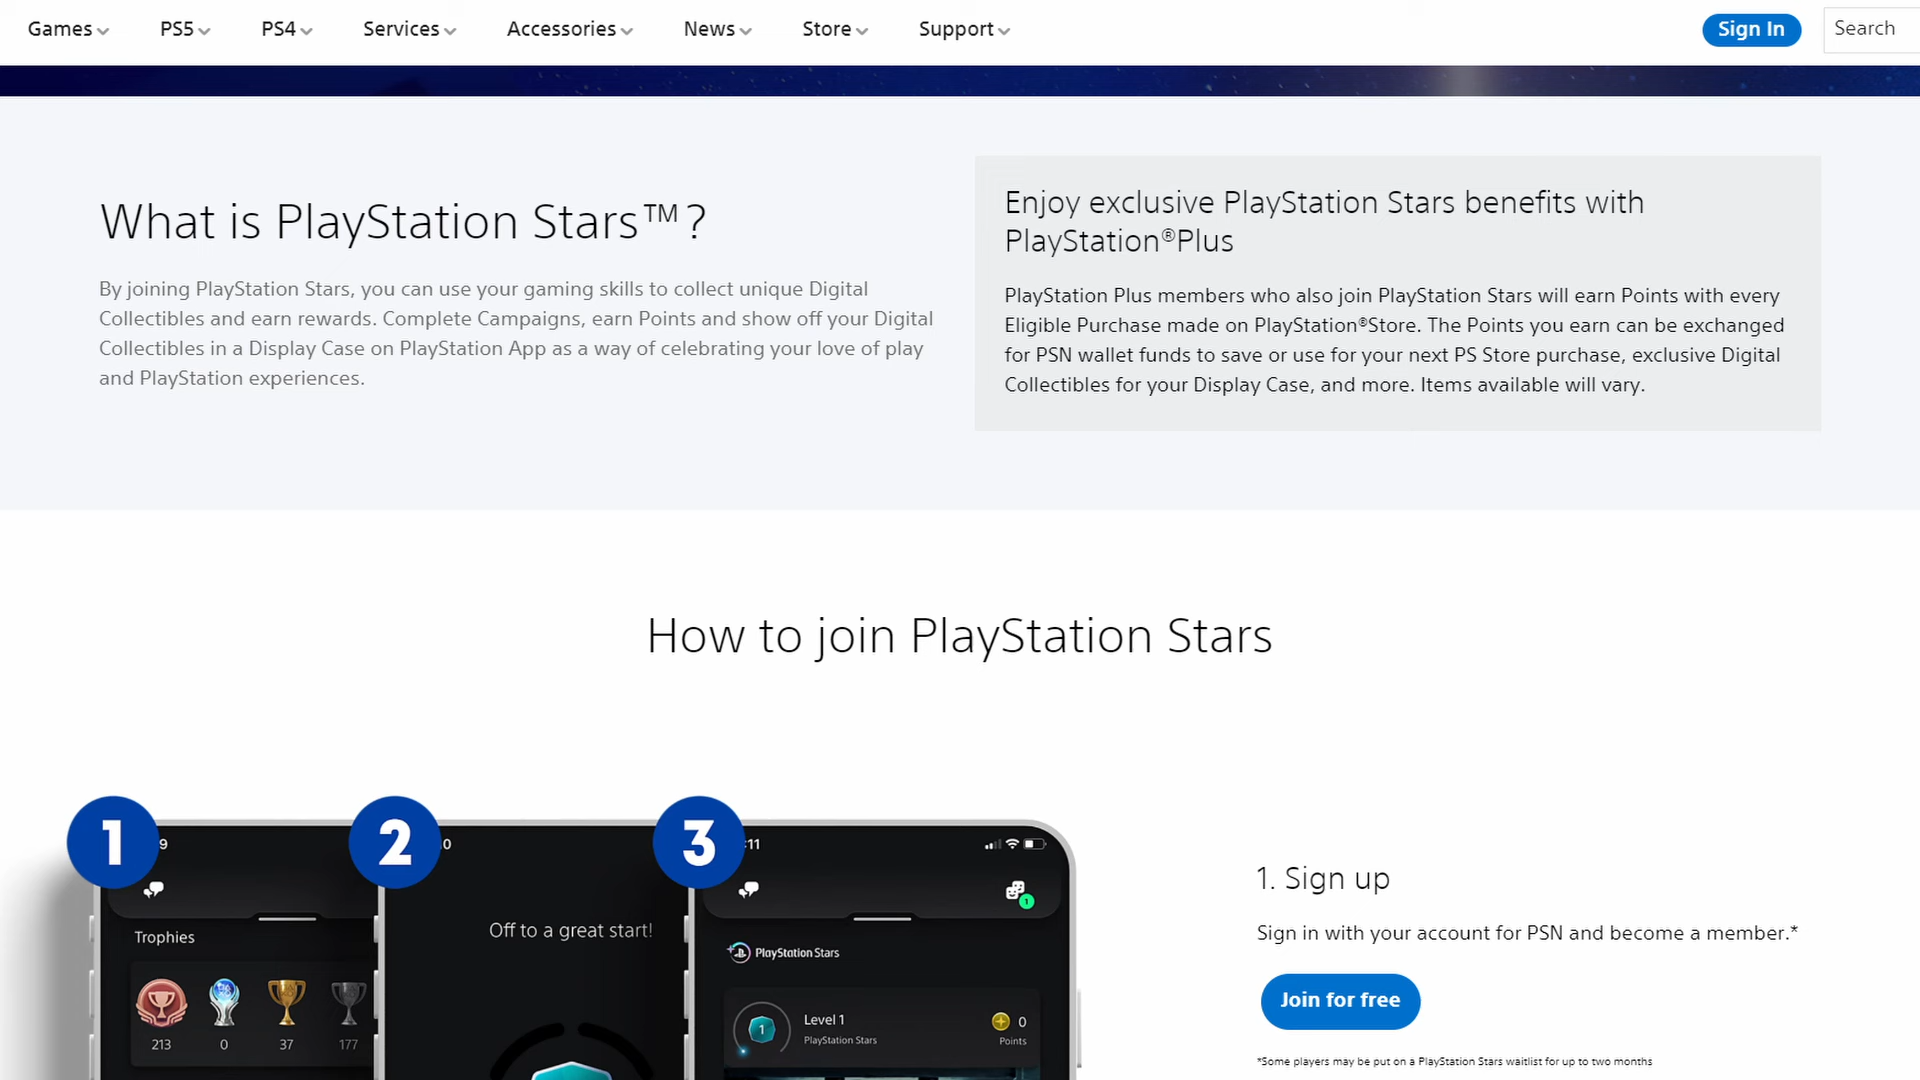 Games PS5 PS4 Services Accessories News Store Support Sign In Search
What is PlayStation Stars™?
By joining PlayStation Stars, you can use your gaming skills to collect unique Digital
Collectibles and earn rewards. Complete Campaigns, earn Points and show off your Digital
Collectibles in a Display Case on PlayStation App as a way of celebrating your love of play
and PlayStation experiences.
Enjoy exclusive PlayStation Stars benefits with
PlayStation®Plus
PlayStation Plus members who also join PlayStation Stars will earn Points with every
Eligible Purchase made on PlayStation®Store. The Points you earn can be exchanged
for PSN wallet funds to save or use for your next PS Store purchase, exclusive Digital
Collectibles for your Display Case, and more. Items available will vary.
How to join PlayStation Stars
1
9
Trophies
213 0 37 177
2
0
Off to a great start!
3
:11
1
PlayStation Stars
1
Level 1
PlayStation Stars
0
Points
1. Sign up
Sign in with your account for PSN and become a member.*
Join for free
*Some players may be put on a PlayStation Stars waitlist for up to two months